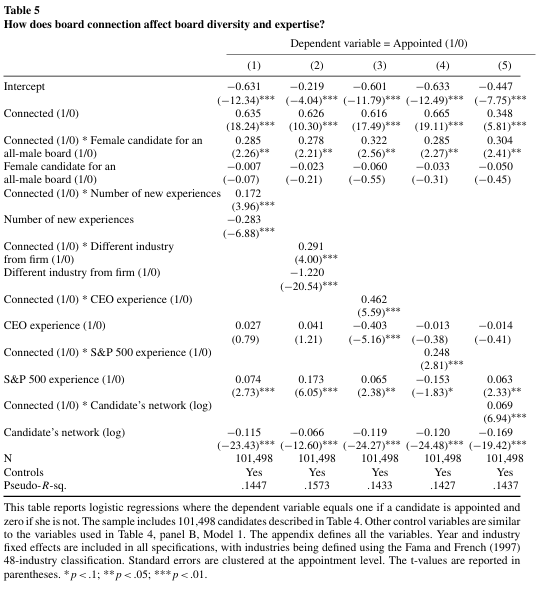 Table 5
How does board connection affect board diversity and expertise?
Dependent variable = Appointed (1/0)
(1) (2) (3) (4) (5)
Intercept −0.631 −0.219 −0.601 −0.633 −0.447
(−12.34)*** (−4.04)*** (−11.79)*** (−12.49)*** (−7.75)***
Connected (1/0) 0.635 0.626 0.616 0.665 0.348
(18.24)*** (10.30)*** (17.49)*** (19.11)*** (5.81)***
Connected (1/0) * Female candidate for an 0.285 0.278 0.322 0.285 0.304
all-male board (1/0) (2.26)** (2.21)** (2.56)** (2.27)** (2.41)**
Female candidate for an −0.007 −0.023 −0.060 −0.033 −0.050
all-male board (1/0) (−0.07) (−0.21) (−0.55) (−0.31) (−0.45)
Connected (1/0) * Number of new experiences 0.172
(3.96)***
Number of new experiences −0.283
(−6.88)***
Connected (1/0) * Different industry 0.291
from firm (1/0) (4.00)***
Different industry from firm (1/0) −1.220
(−20.54)***
Connected (1/0) * CEO experience (1/0) 0.462
(5.59)***
CEO experience (1/0) 0.027 0.041 −0.403 −0.013 −0.014
(0.79) (1.21) (−5.16)*** (−0.38) (−0.41)
Connected (1/0) * S&P 500 experience (1/0) 0.248
(2.81)***
S&P 500 experience (1/0) 0.074 0.173 0.065 −0.153 0.063
(2.73)*** (6.05)*** (2.38)** (−1.83)* (2.33)**
Connected (1/0) * Candidate's network (log) 0.069
(6.94)***
Candidate's network (log) −0.115 −0.066 −0.119 −0.120 −0.169
(−23.43)*** (−12.60)*** (−24.27)*** (−24.48)*** (−19.42)***
N 101,498 101,498 101,498 101,498 101,498
Controls Yes Yes Yes Yes Yes
Pseudo-R-sq. .1447 .1573 .1433 .1427 .1437
This table reports logistic regressions where the dependent variable equals one if a candidate is appointed and
zero if she is not. The sample includes 101,498 candidates described in Table 4. Other control variables are similar
to the variables used in Table 4, panel B, Model 1. The appendix defines all the variables. Year and industry
fixed effects are included in all specifications, with industries being defined using the Fama and French (1997)
48-industry classification. Standard errors are clustered at the appointment level. The t-values are reported in
parentheses. *p<.1; **p<.05; ***p<.01.